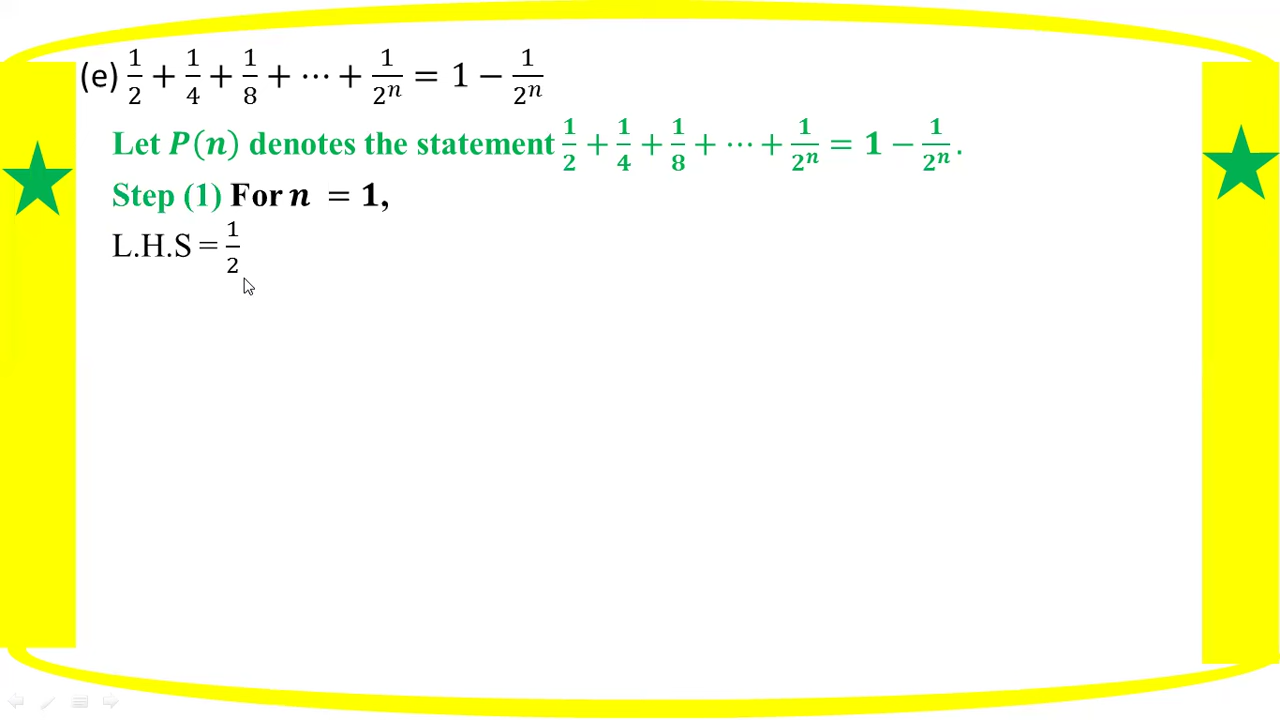 (e) 1/2 + 1/4 + 1/8 + ⋯ + 1/2ⁿ = 1 − 1/2ⁿ
Let P(n) denotes the statement 1/2 + 1/4 + 1/8 + ⋯ + 1/2ⁿ = 1 − 1/2ⁿ.
Step (1) For n = 1,
L.H.S = 1/2